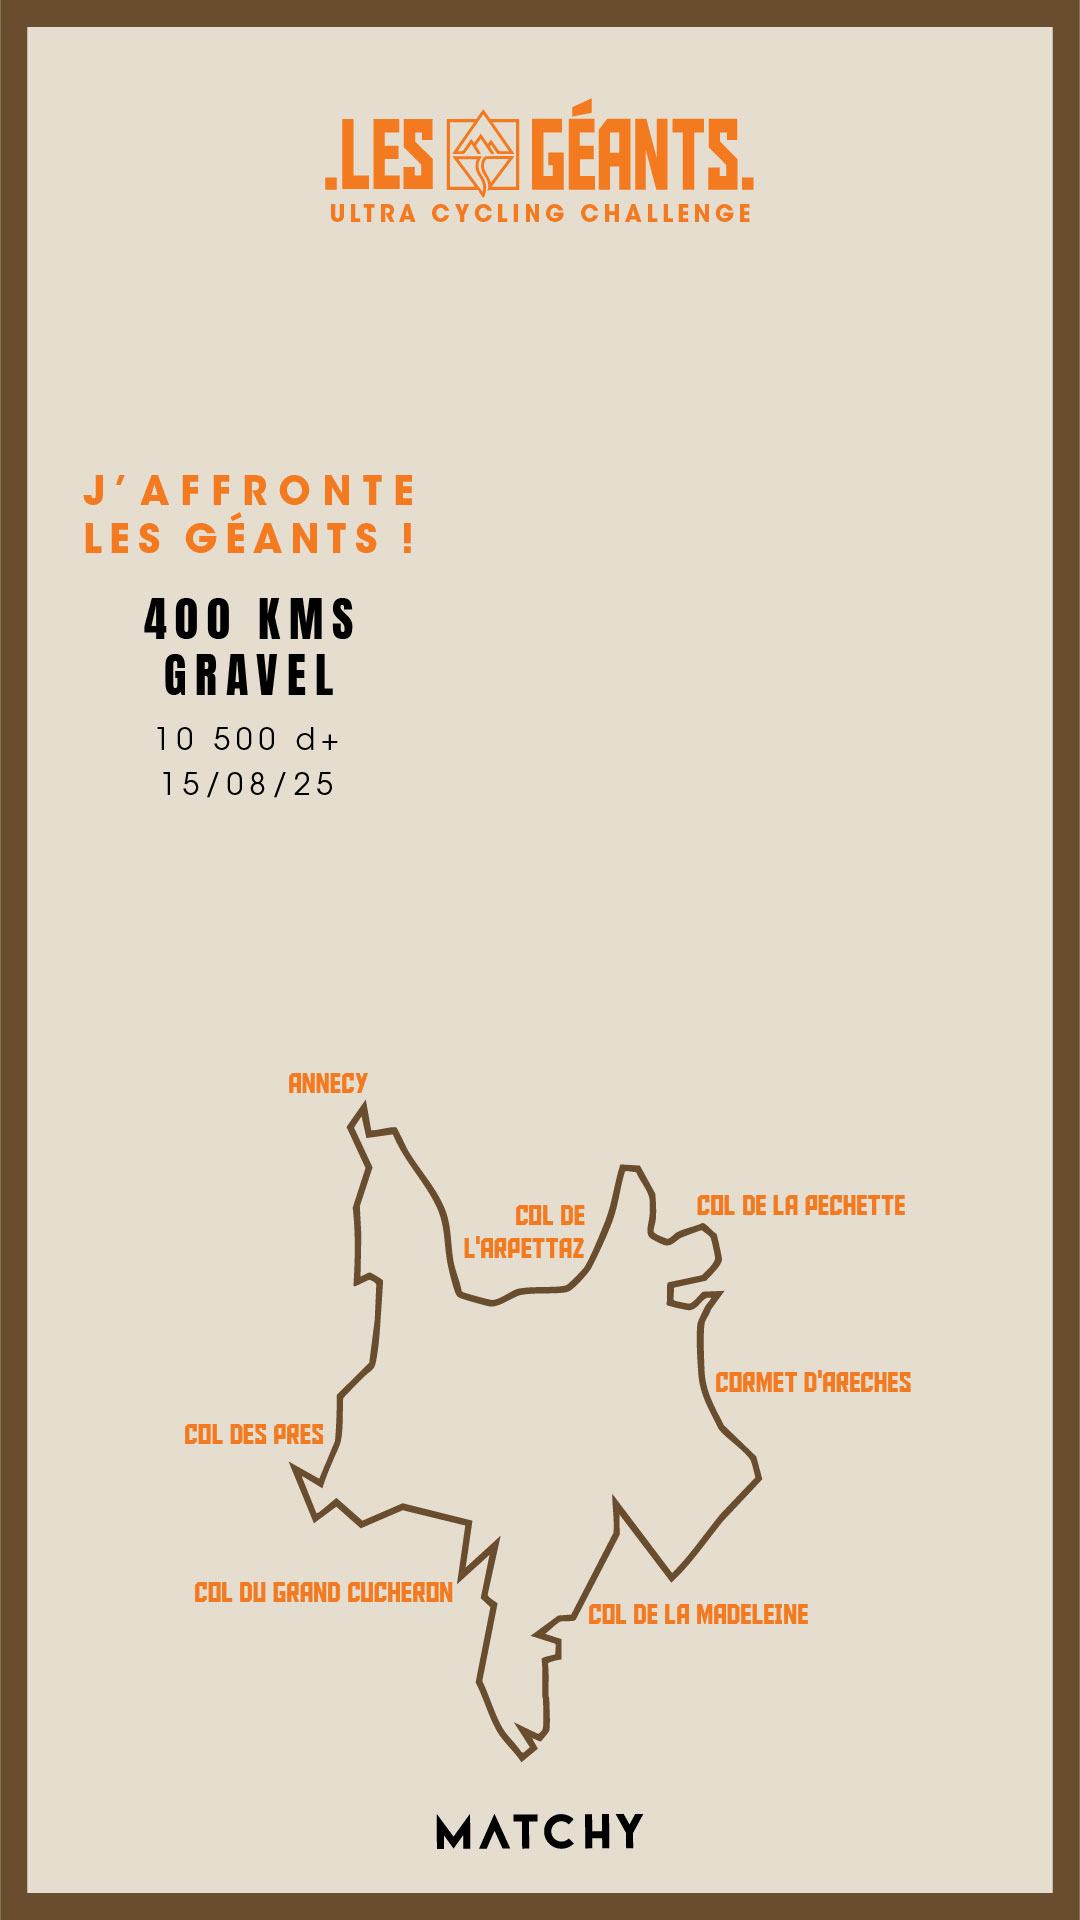 .LES GÉANTS.
ULTRA CYCLING CHALLENGE
J'AFFRONTE
LES GÉANTS !
400 KMS
GRAVEL
10 500 d+
15/08/25
ANNECY
COL DE
L'ARPETTAZ
COL DE LA PECHETTE
CORMET D'ARECHES
COL DES PRES
COL DU GRAND CUCHERON
COL DE LA MADELEINE
MATCHY